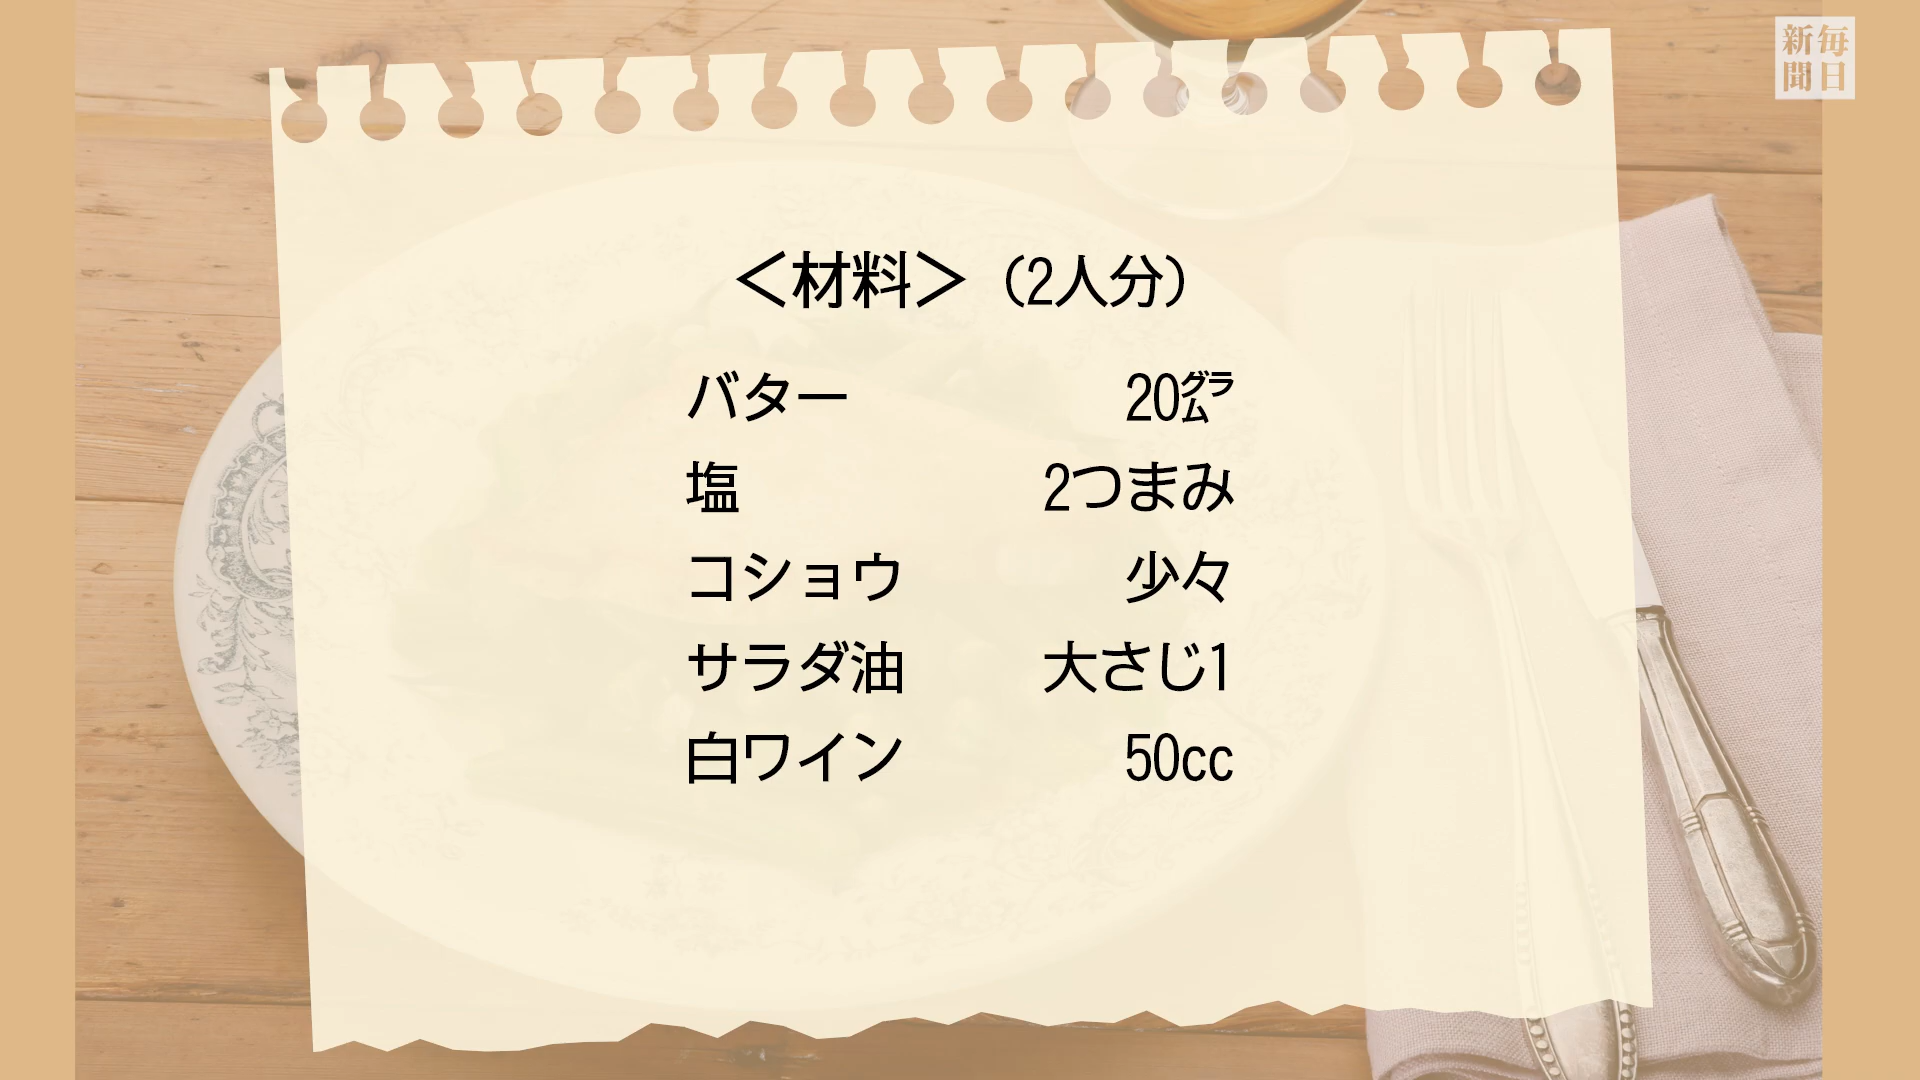 毎日新聞
＜材料＞（2人分）
バター 20㌘
塩 2つまみ
コショウ 少々
サラダ油 大さじ1
白ワイン 50cc